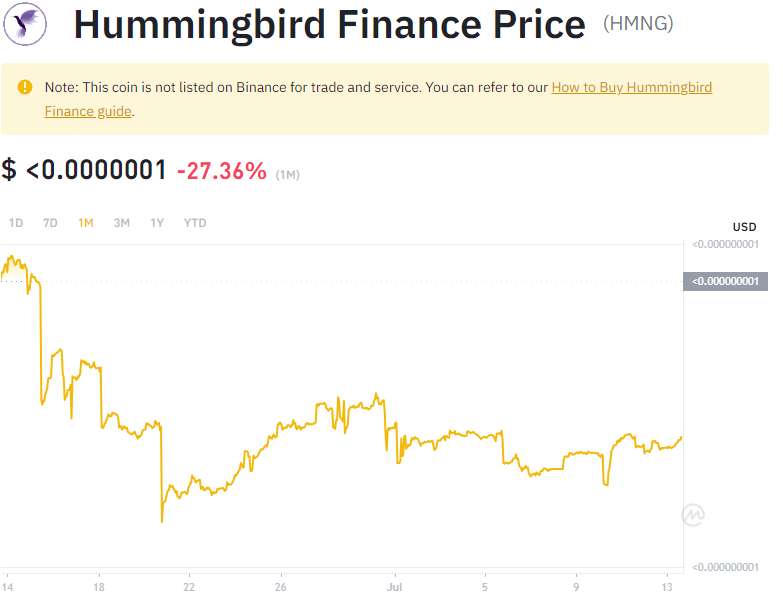 Hummingbird Finance Price (HMNG)
Note: This coin is not listed on Binance for trade and service. You can refer to our How to Buy Hummingbird
Finance guide.
$ <0.0000001 -27.36% (1M)
1D 7D 1M 3M 1Y YTD
USD
<0.000000001
<0.000000001
<0.000000001
14 18 22 26 Jul 5 9 13